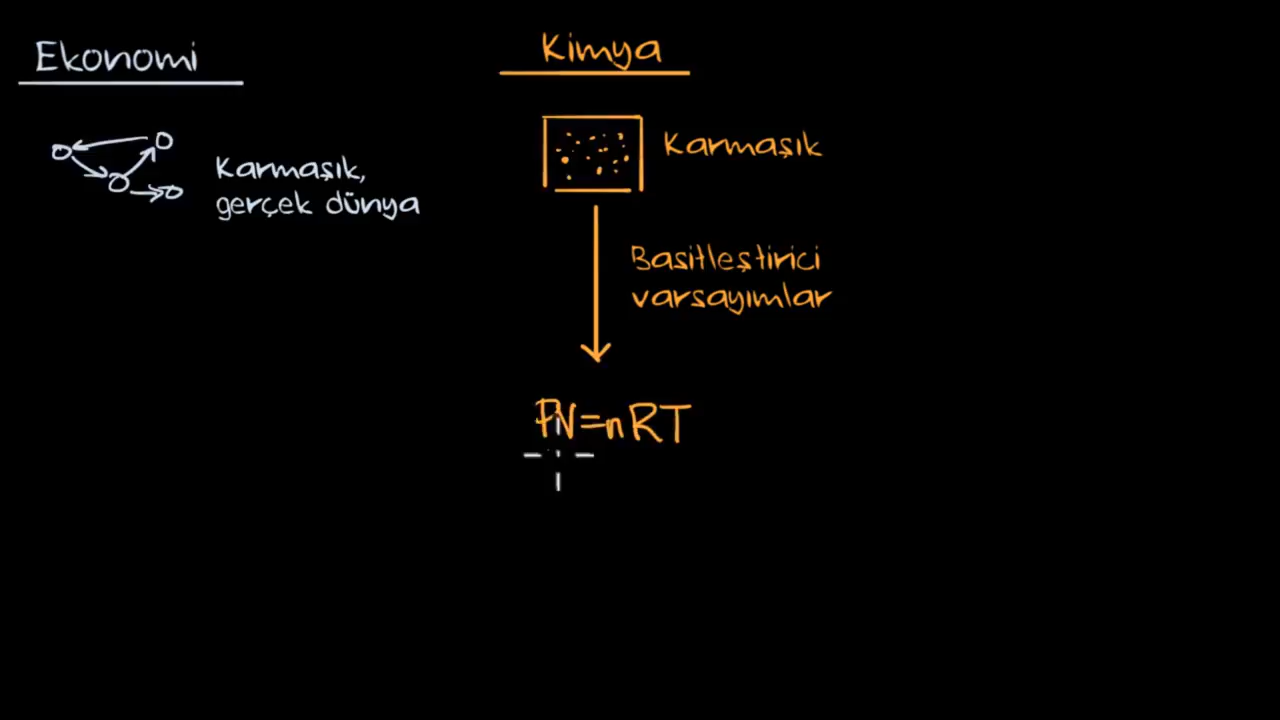 Ekonomi
Karmaşık,
gerçek dünya
Kimya
Karmaşık
Basitleştirici
varsayımlar
PV=nRT